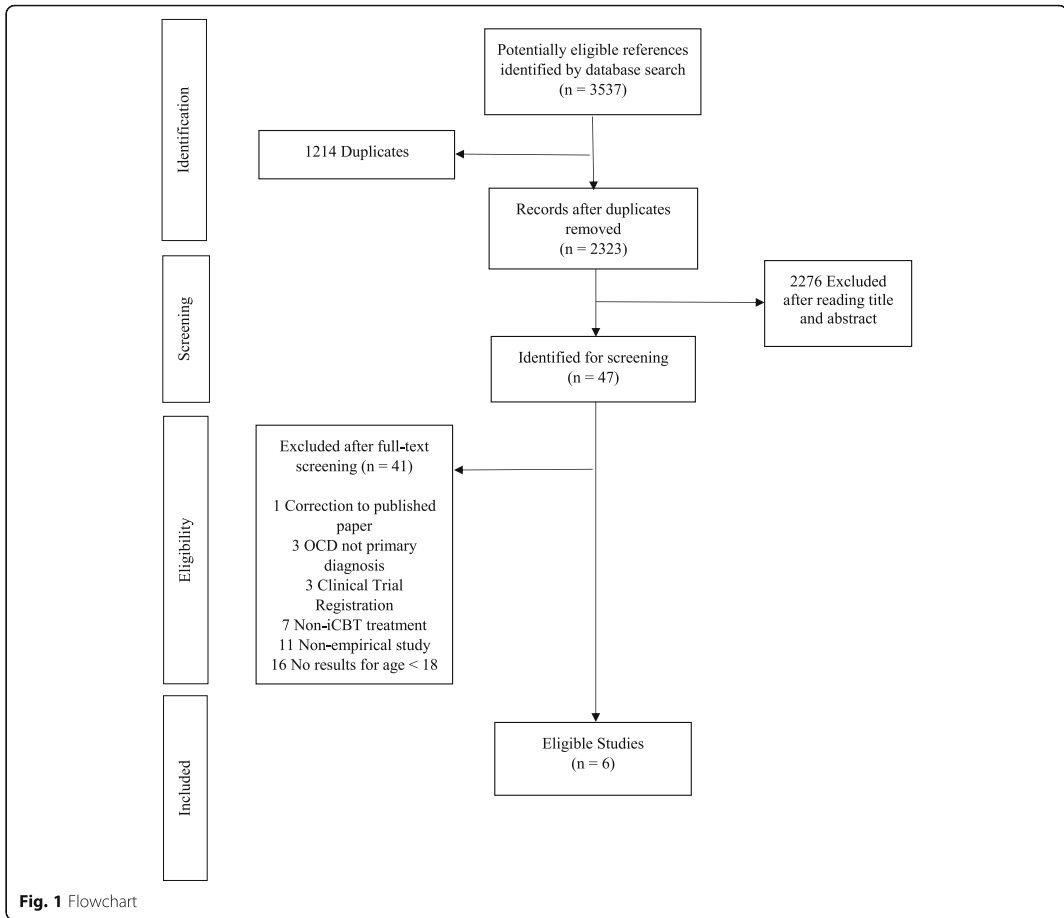 Identification
Potentially eligible references
identified by database search
(n = 3537)
1214 Duplicates
Records after duplicates
removed
(n = 2323)
Screening
2276 Excluded
after reading title
and abstract
Identified for screening
(n = 47)
Eligibility
Excluded after full-text
screening (n = 41)
1 Correction to published
paper
3 OCD not primary
diagnosis
3 Clinical Trial
Registration
7 Non-iCBT treatment
11 Non-empirical study
16 No results for age < 18
Included
Eligible Studies
(n = 6)
Fig. 1 Flowchart